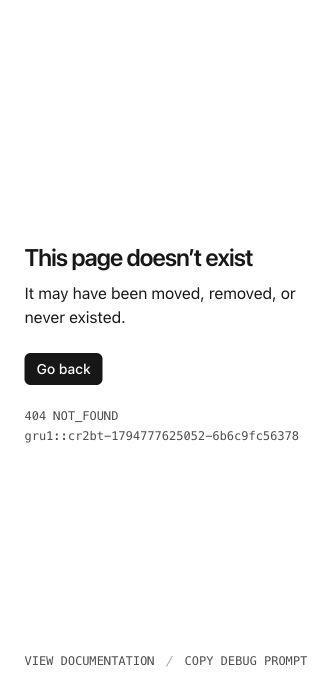 This page doesn’t exist
It may have been moved, removed, or
never existed.
Go back
404 NOT_FOUND
gru1::cr2bt-1794777625052-6b6c9fc56378
VIEW DOCUMENTATION / COPY DEBUG PROMPT